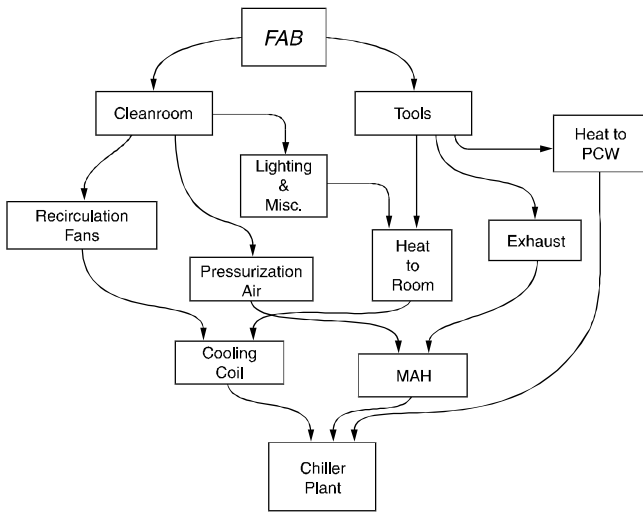 FAB
Cleanroom
Tools
Heat to
PCW
Lighting
&
Misc.
Recirculation
Fans
Exhaust
Heat
to
Room
Pressurization
Air
Cooling
Coil
MAH
Chiller
Plant